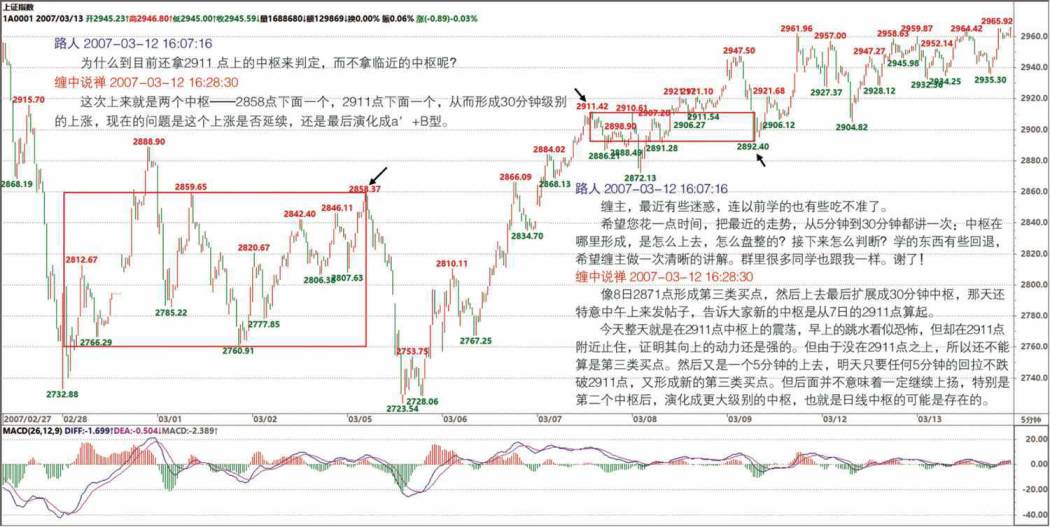 上证指数
1A0001 2007/03/13 开2945.23↑高2946.80↑低2945.00↑收2945.59↓量1688680↓额129869↓换0.00% 振0.06% 涨(-0.89)-0.03%
路人 2007-03-12 16:07:16
为什么到目前还拿2911 点上的中枢来判定，而不拿临近的中枢呢？
缠中说禅 2007-03-12 16:28:30
这次上来就是两个中枢——2858点下面一个，2911点下面一个，从而形成30分钟级别
的上涨，现在的问题是这个上涨是否延续，还是最后演化成a′+B型。
2965.92
2961.96 2957.00 2958.63 2959.87 2964.42
2960.00
2947.50 2947.27 2945.98 2952.14
2940.00
2927.37 2928.12 2934.25 2935.30
2915.70 2911.42 2910.61 2907.20 2921.10 2921.68
2920.00
2898.90 2906.27 2911.54 2906.12 2904.82
2900.00
2888.90 2884.02 2886.21 2888.49 2891.28 2892.40
2880.00
2868.19 2866.09 2868.13 2872.13
2859.65 2858.37
2860.00
2842.40 2846.11 2834.70
2840.00
2820.67
2820.00
2812.67 2806.38 2807.63 2810.11
2800.00
2785.22 2777.85
2780.00
2766.29 2760.91 2767.25
2760.00
2753.75
2740.00
2732.88 2723.54 2728.06
路人 2007-03-12 16:07:16
缠主，最近有些迷惑，连以前学的也有些吃不准了。
希望您花一点时间，把最近的走势，从5分钟到30分钟都讲一次；中枢在
哪里形成，是怎么上去，怎么盘整的？接下来怎么判断？学的东西有些回退，
希望缠主做一次清晰的讲解。群里很多同学也跟我一样。谢了！
缠中说禅 2007-03-12 16:28:30
像8日2871点形成第三类买点，然后上去最后扩展成30分钟中枢，那天还
特意中午上来发帖子，告诉大家新的中枢是从7日的2911点算起。
今天整天就是在2911点中枢上的震荡，早上的跳水看似恐怖，但却在2911点
附近止住，证明其向上的动力还是强的。但由于没在2911点之上，所以还不能
算是第三类买点。然后又是一个5分钟的上去，明天只要任何5分钟的回拉不跌
破2911点，又形成新的第三类买点。但后面并不意味着一定继续上扬，特别是
第二个中枢后，演化成更大级别的中枢，也就是日线中枢的可能是存在的。
2007/02/27 02/28 03/01 03/02 03/05 03/06 03/07 03/08 03/09 03/12 03/13 5分钟
MACD(26,12,9) DIFF:-1.699↑DEA:-0.504↓MACD:-2.389↑
20.00
0.00
-20.00
-40.00